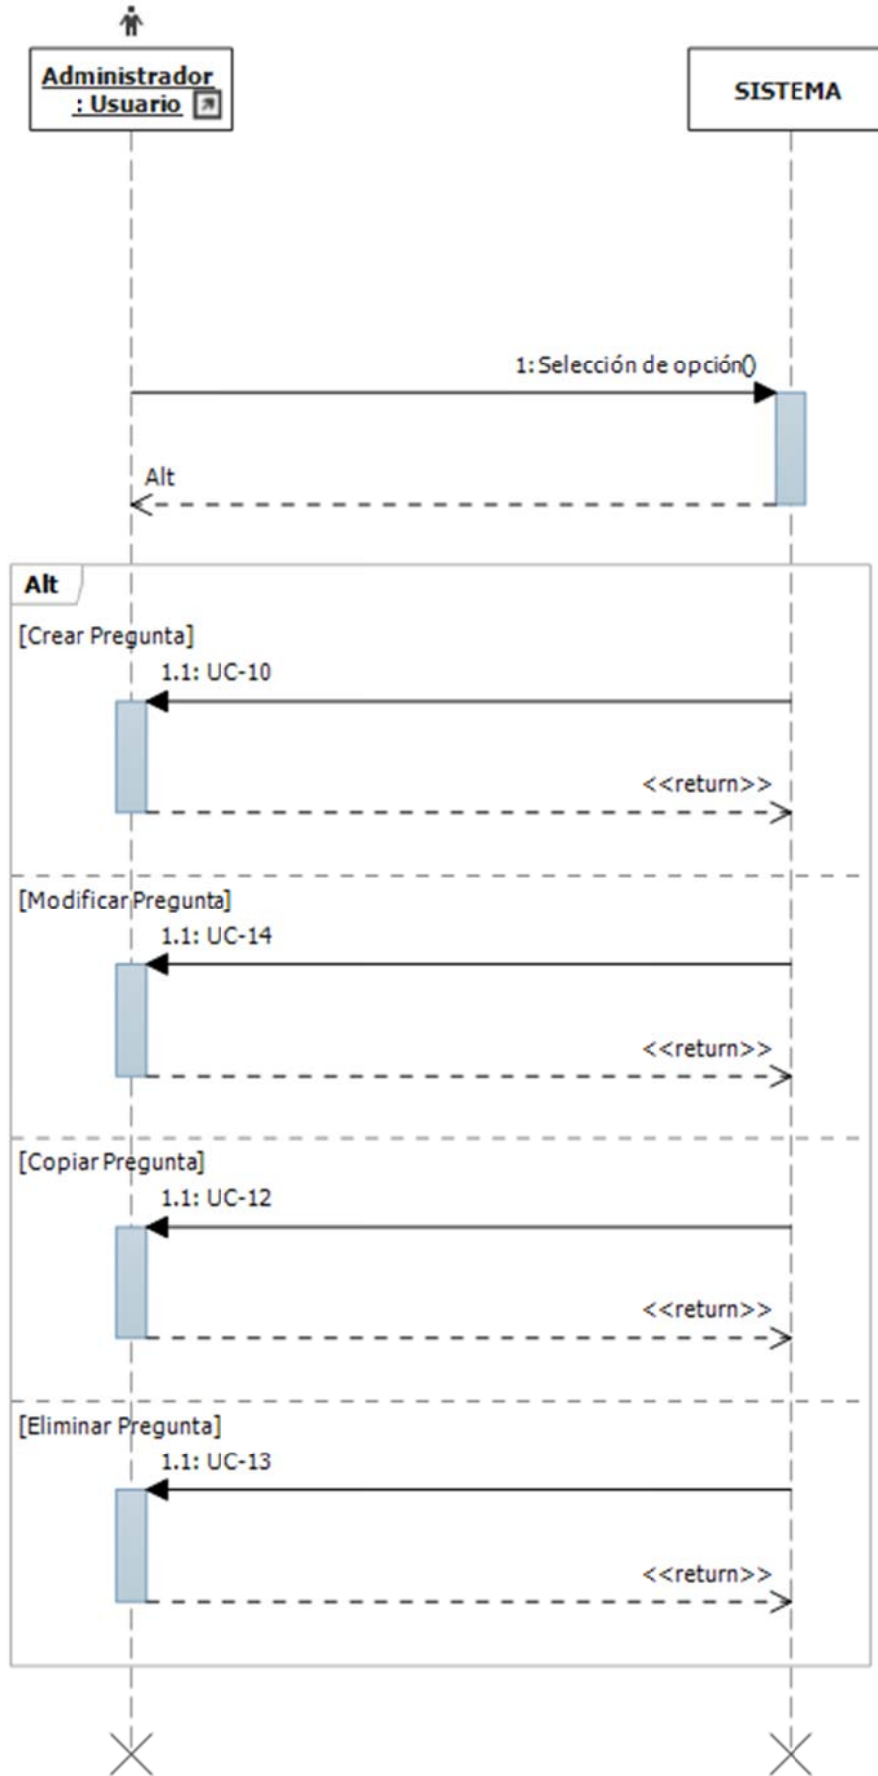 Administrador
: Usuario
SISTEMA
1: Selección de opción()
Alt
Alt
[Crear Pregunta]
1.1: UC-10
<<return>>
[Modificar Pregunta]
1.1: UC-14
<<return>>
[Copiar Pregunta]
1.1: UC-12
<<return>>
[Eliminar Pregunta]
1.1: UC-13
<<return>>